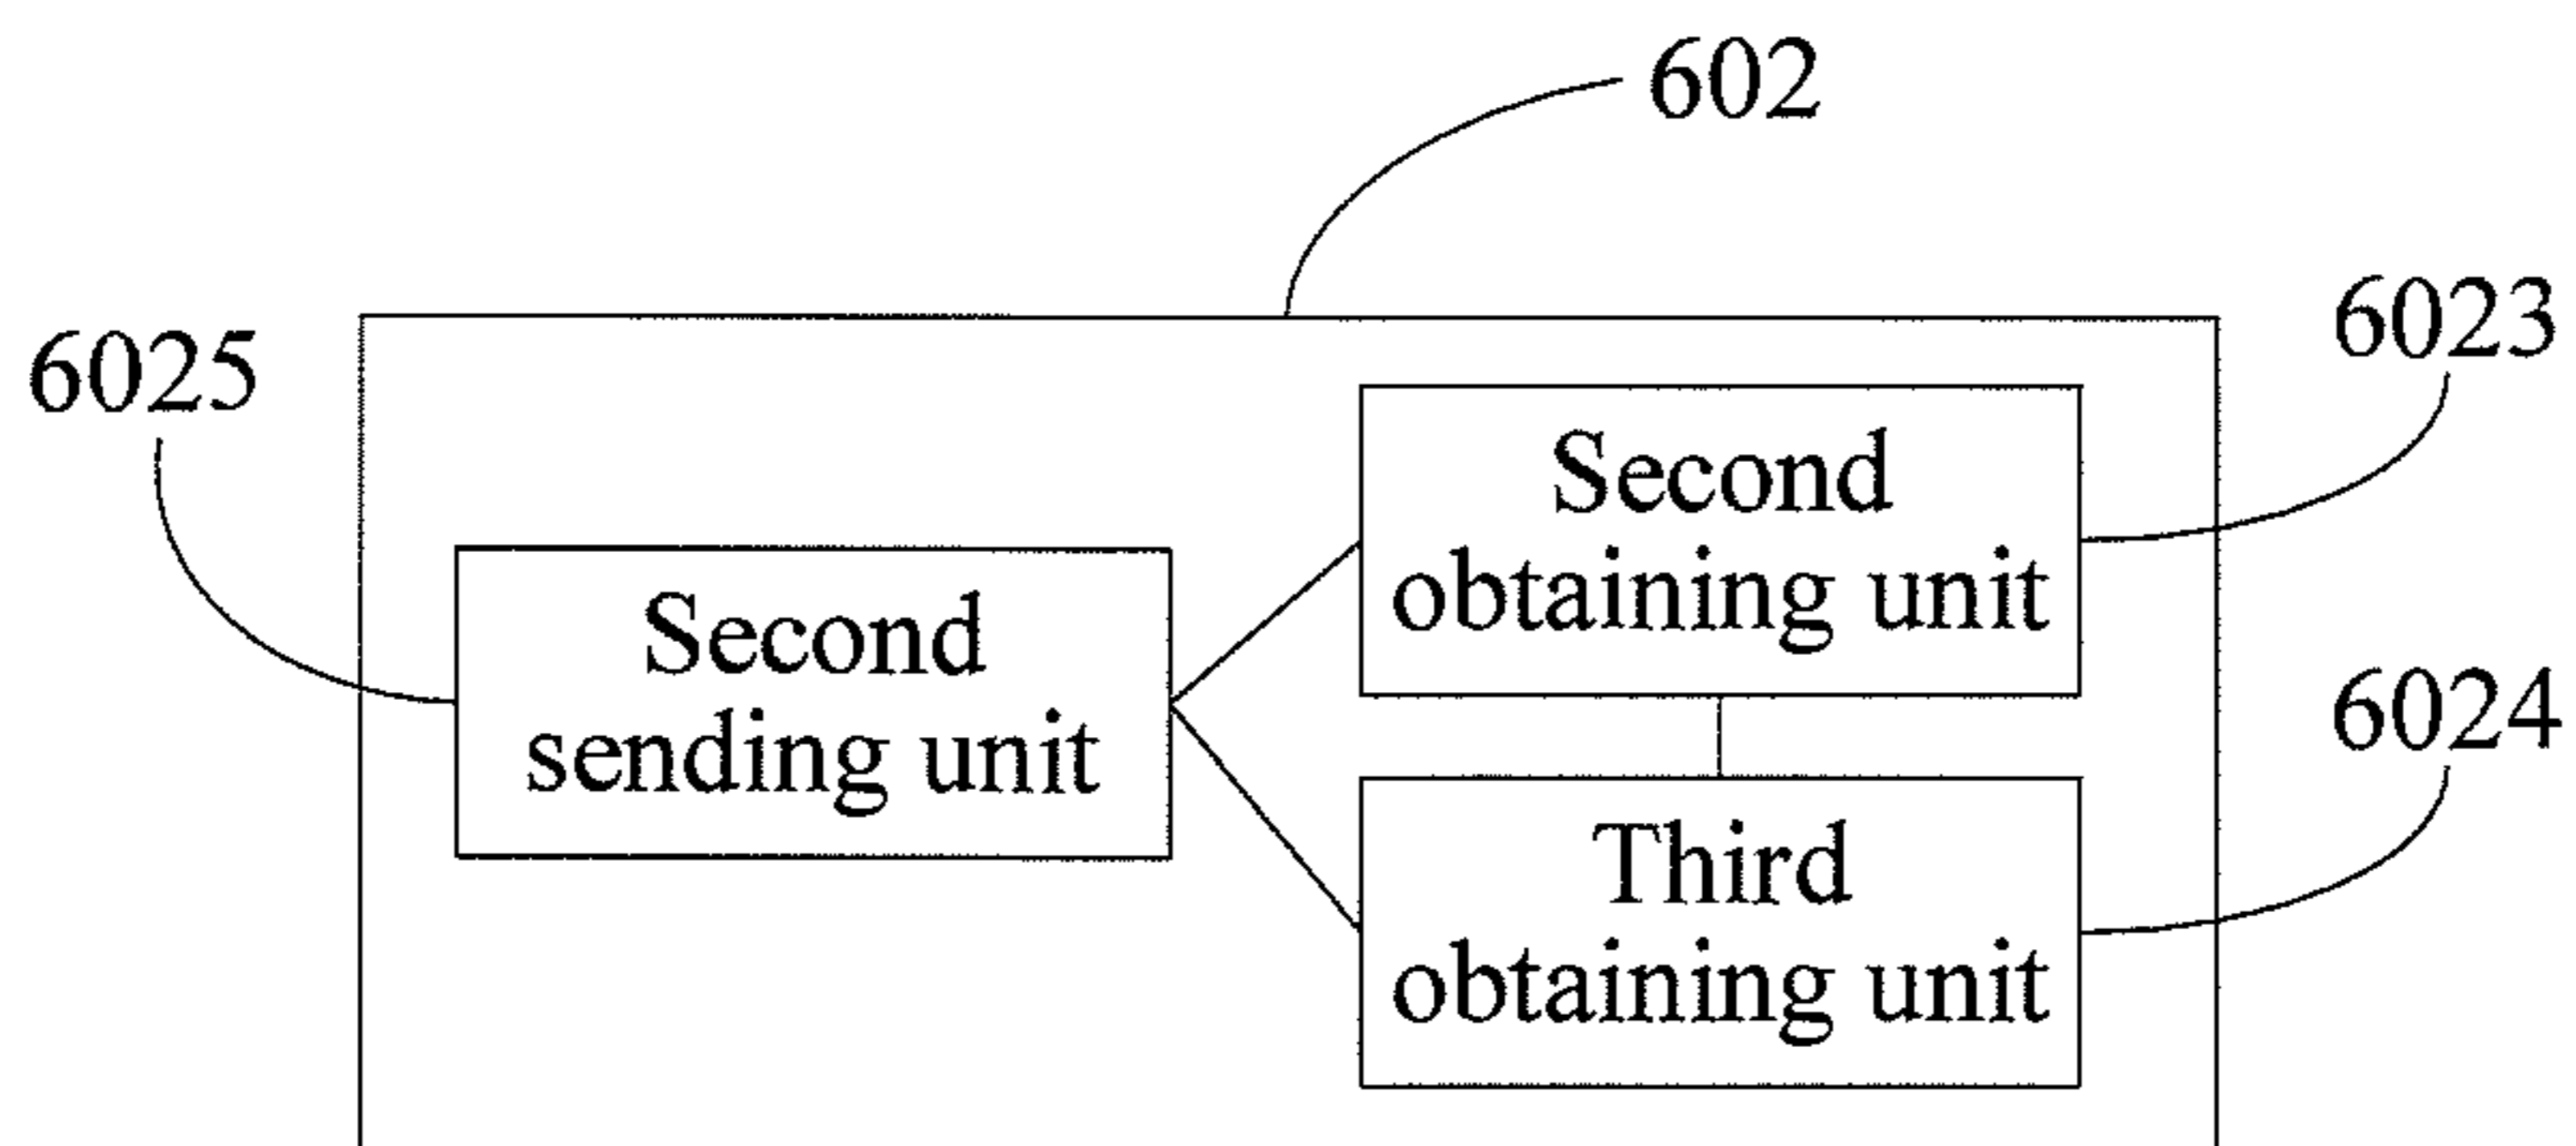 602
6023
6025
Second
obtaining unit
Second
sending unit
6024
Third
obtaining unit